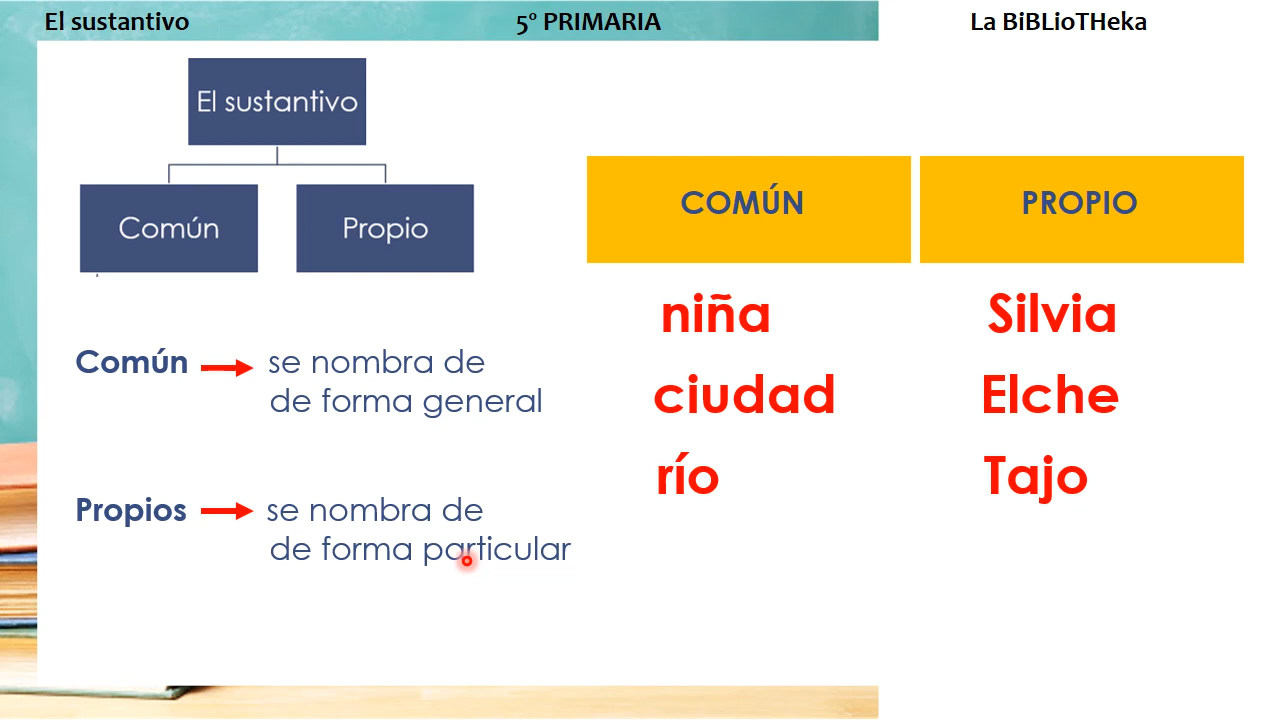 El sustantivo
5º PRIMARIA
La BiBLioTHeka
El sustantivo
Común
Propio
Común
se nombra de
de forma general
Propios
se nombra de
de forma particular
COMÚN
PROPIO
niña
Silvia
ciudad
Elche
río
Tajo